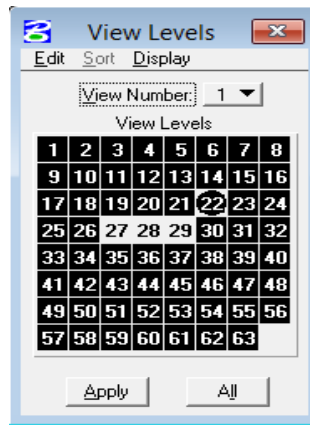 View Levels
Edit Sort Display
View Number: 1
View Levels
1 2 3 4 5 6 7 8
9 10 11 12 13 14 15 16
17 18 19 20 21 22 23 24
25 26 27 28 29 30 31 32
33 34 35 36 37 38 39 40
41 42 43 44 45 46 47 48
49 50 51 52 53 54 55 56
57 58 59 60 61 62 63
Apply All